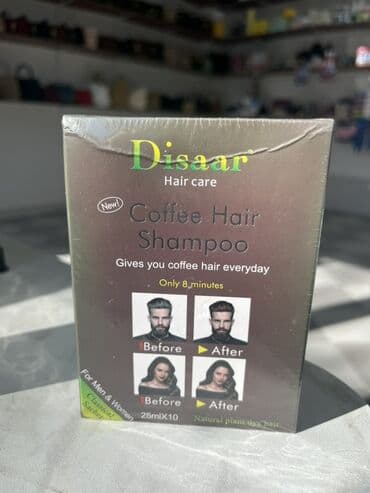 Disaar
Hair care
New!
Coffee Hair
Shampoo
Gives you coffee hair everyday
Only 8 minutes
Before
After
Before
After
For Men & Women
25mlX10
Natural plant dye hair